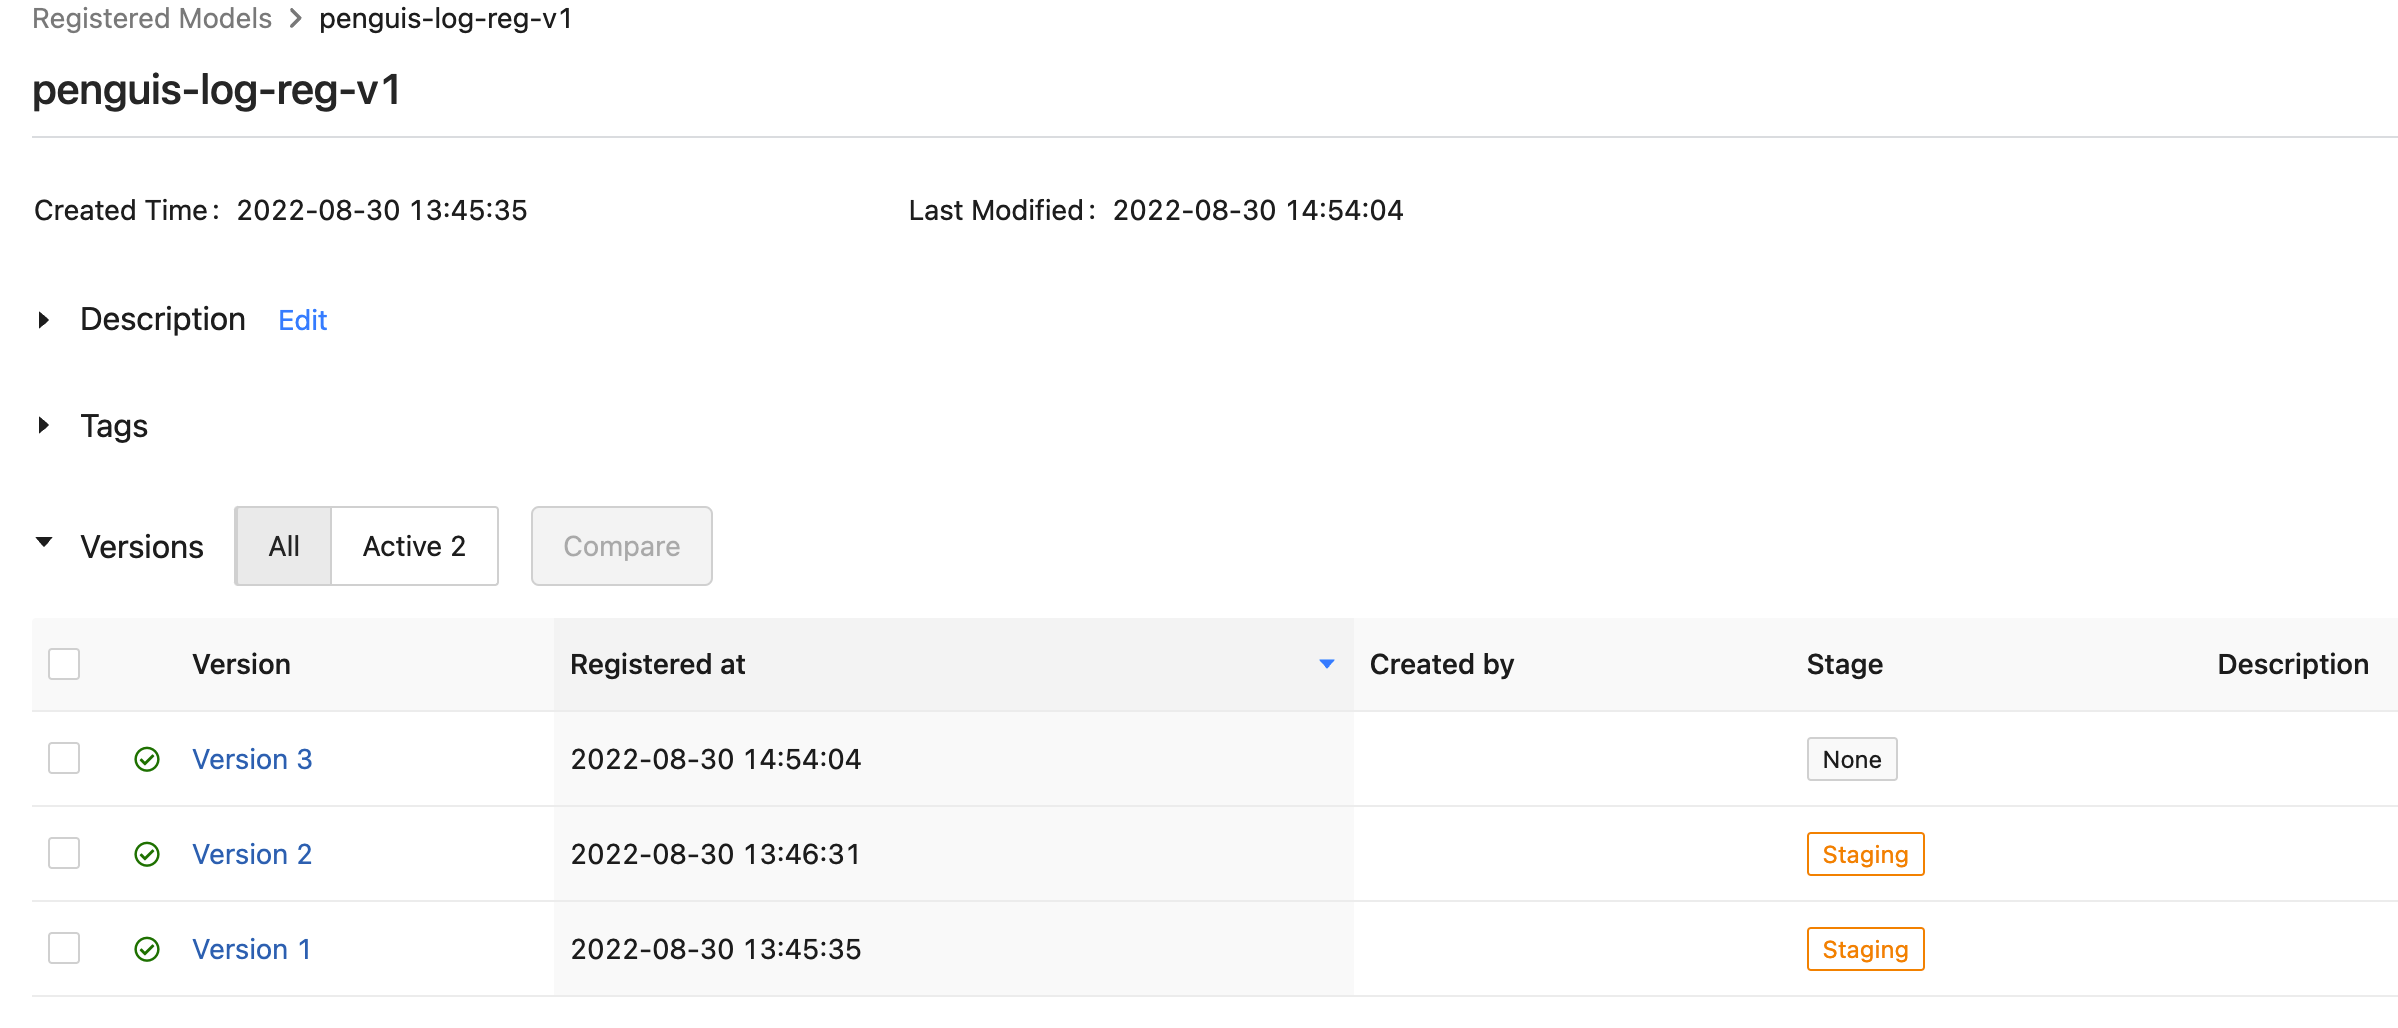 Registered Models > penguis-log-reg-v1
penguis-log-reg-v1
Created Time: 2022-08-30 13:45:35 Last Modified: 2022-08-30 14:54:04
Description Edit
Tags
Versions All Active 2 Compare
Version Registered at Created by Stage Description
Version 3 2022-08-30 14:54:04 None
Version 2 2022-08-30 13:46:31 Staging
Version 1 2022-08-30 13:45:35 Staging